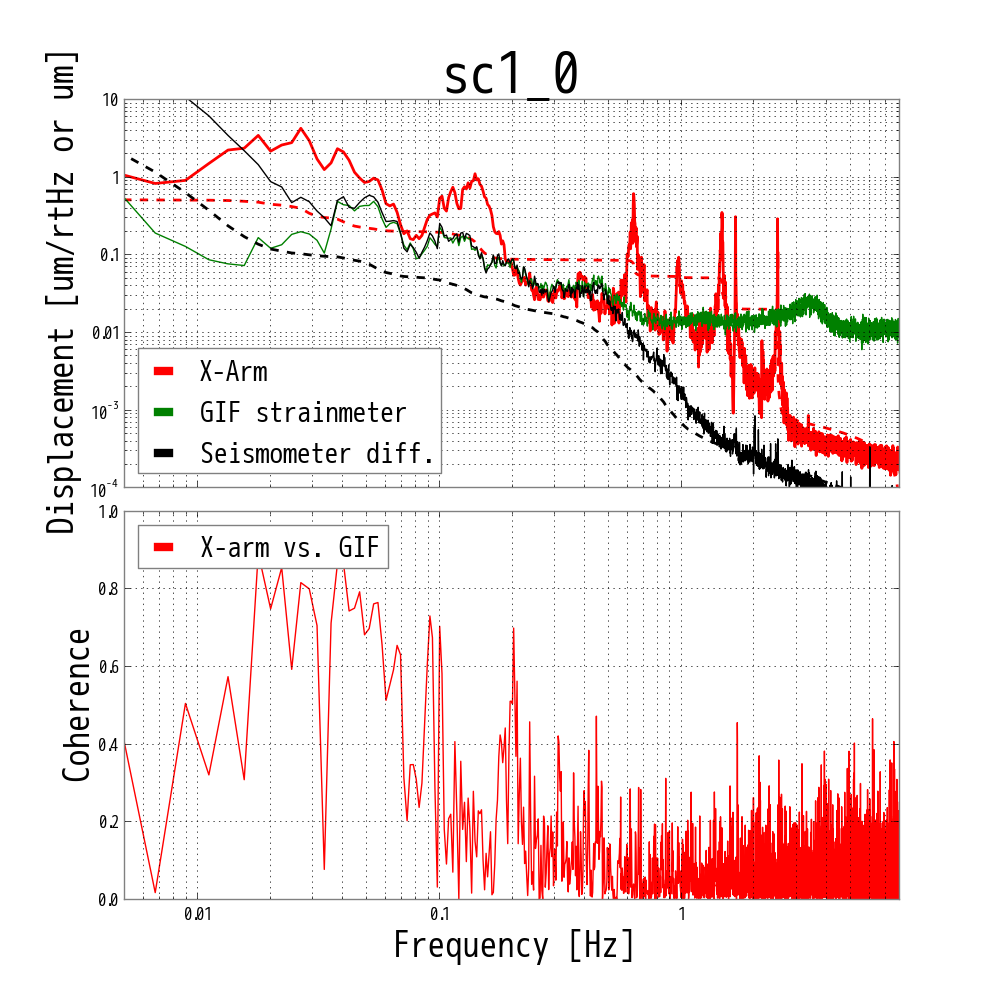 sc1_0
Displacement [um/rtHz or um]
10
1
0.1
0.01
10⁻³
10⁻⁴
X-Arm
GIF strainmeter
Seismometer diff.
Coherence
1.0
0.8
0.6
0.4
0.2
0.0
X-arm vs. GIF
0.01
0.1
1
Frequency [Hz]